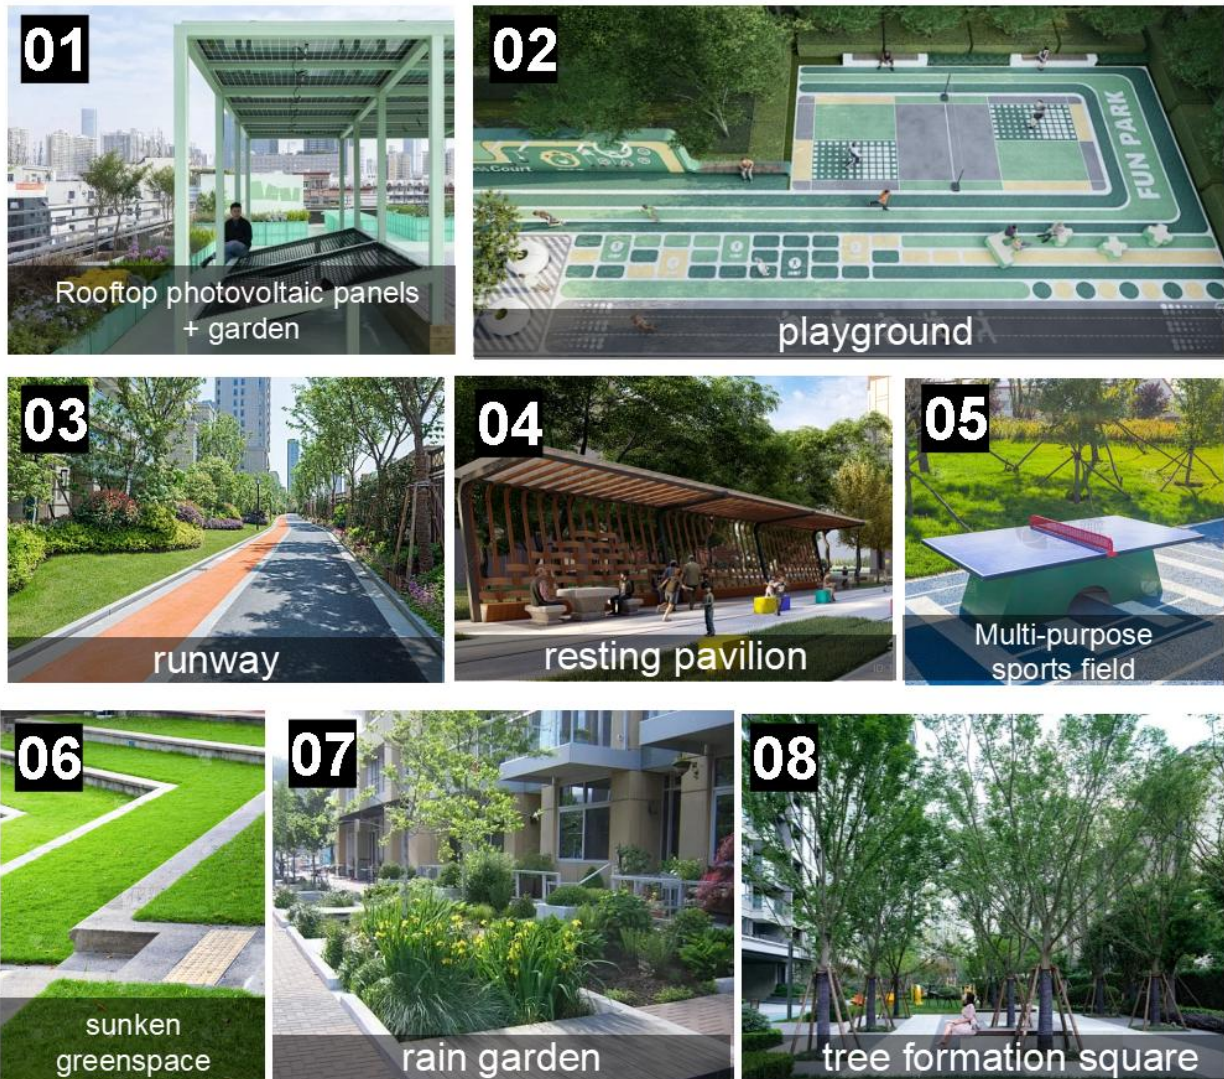 01
Rooftop photovoltaic panels
+ garden
02
Court
FUN PARK
playground
03
runway
04
resting pavilion
05
Multi-purpose
sports field
06
sunken
greenspace
07
rain garden
08
tree formation square